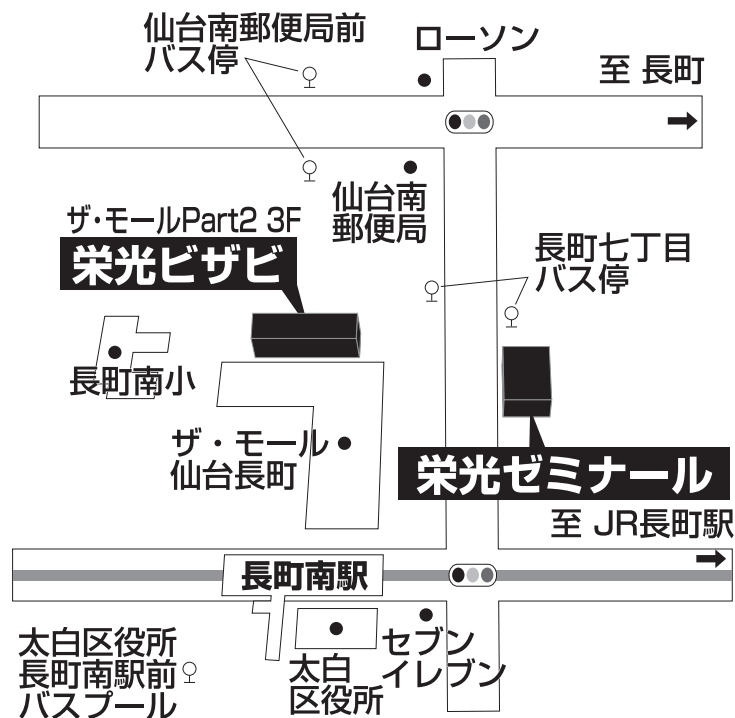 仙台南郵便局前
バス停
ローソン
至 長町
仙台南
郵便局
ザ・モールPart2 3F
栄光ビザビ
長町七丁目
バス停
長町南小
ザ・モール
仙台長町
栄光ゼミナール
至 JR長町駅
長町南駅
太白区役所
長町南駅前
バスプール
太白
区役所
セブン
イレブン